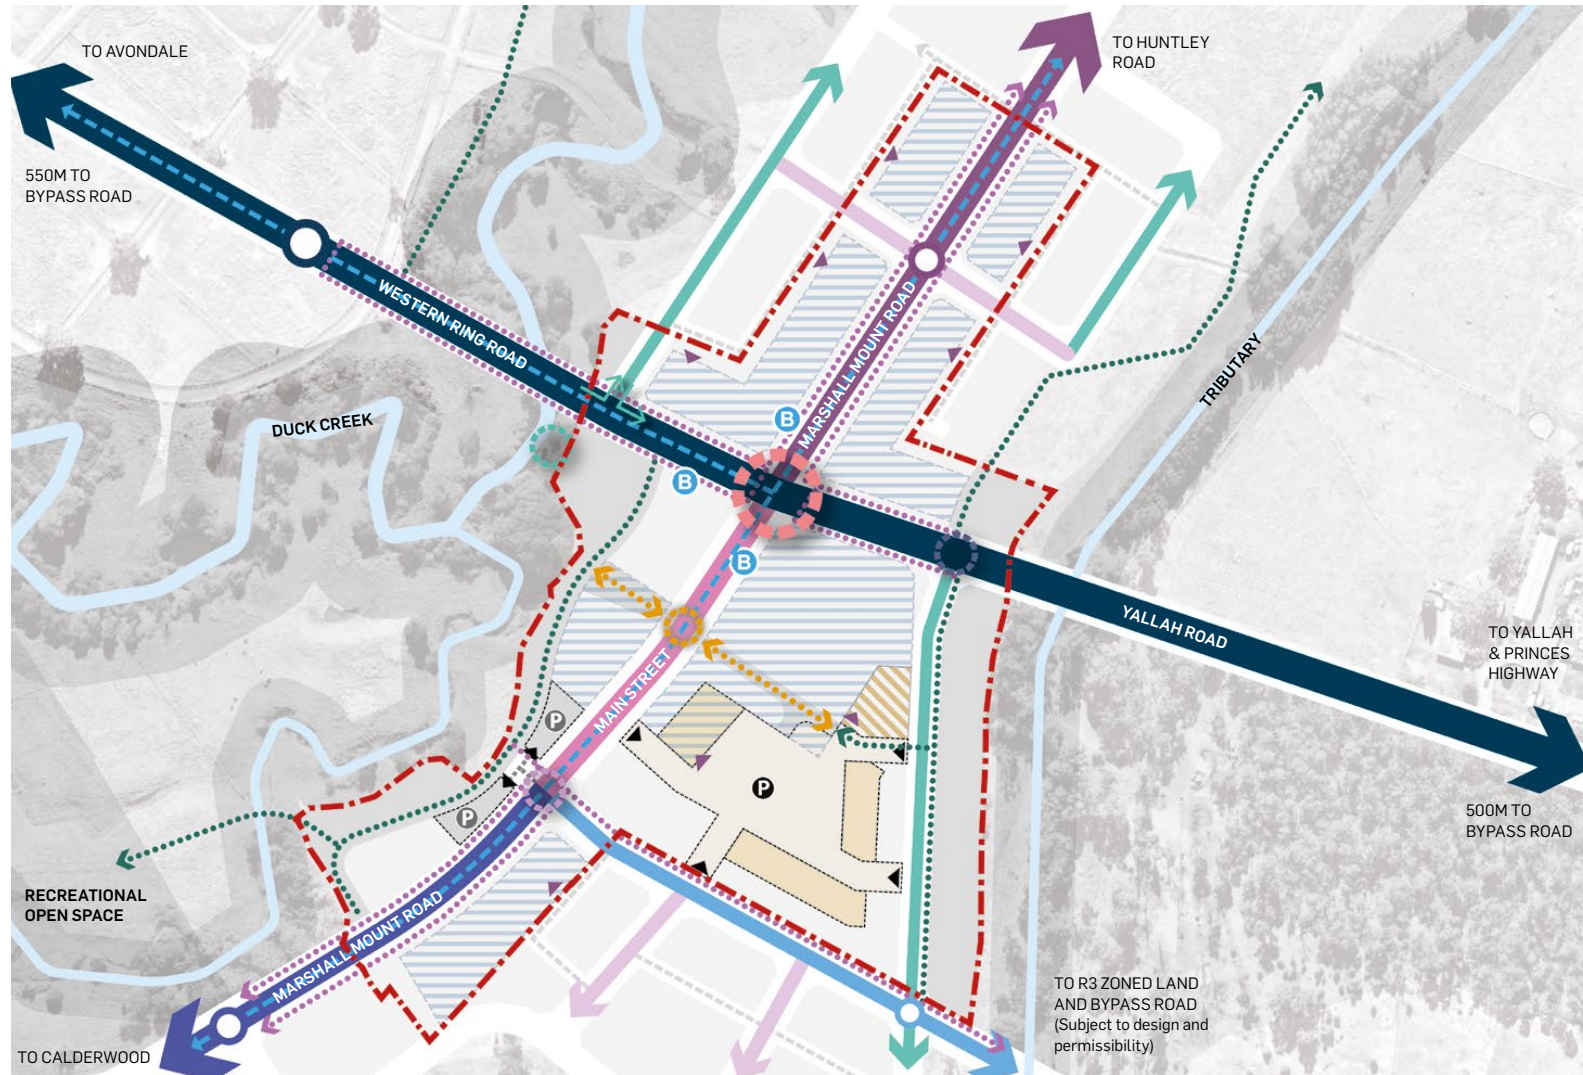 TO AVONDALE
TO HUNTLEY
ROAD
550M TO
BYPASS ROAD
WESTERN RING ROAD
MARSHALL MOUNT ROAD
TRIBUTARY
DUCK CREEK
B
B
B
YALLAH ROAD
TO YALLAH
& PRINCES
HIGHWAY
MAIN STREET
P
P
P
500M TO
BYPASS ROAD
RECREATIONAL
OPEN SPACE
MARSHALL MOUNT ROAD
TO R3 ZONED LAND
AND BYPASS ROAD
(Subject to design and
permissibility)
TO CALDERWOOD